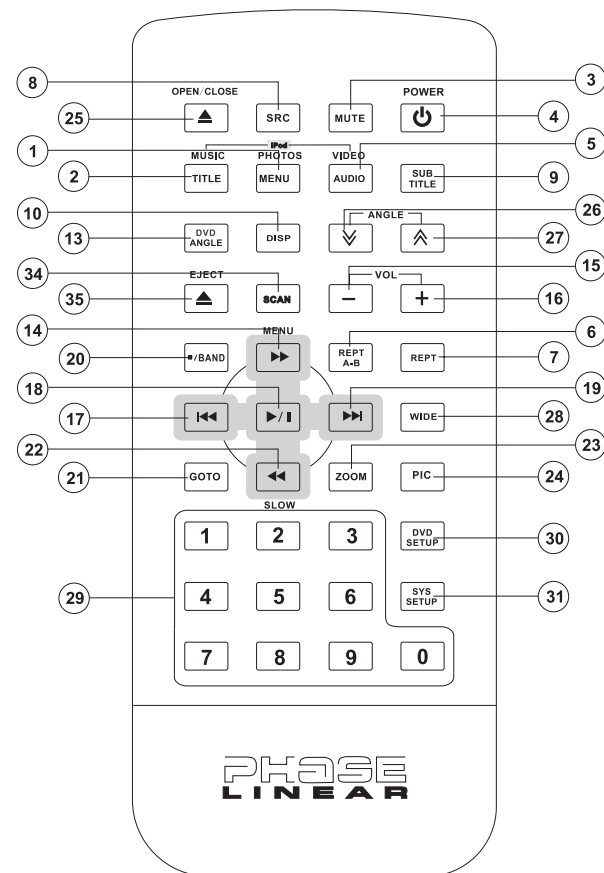 8 3
OPEN/CLOSE POWER
SRC MUTE
25 4
1 iPod 5
MUSIC PHOTOS VIDEO
2 TITLE MENU AUDIO SUB TITLE 9
10 26
DVD ANGLE DISP ANGLE
13 27
34 15
EJECT VOL
SCAN − +
35 16
14 MENU 6
20 ■/BAND REPT A-B REPT 7
18 19
17 WIDE 28
22 23
21 GOTO ZOOM PIC 24
SLOW
1 2 3 DVD SETUP 30
29 4 5 6 SYS SETUP 31
7 8 9 0
PHASE
LINEAR